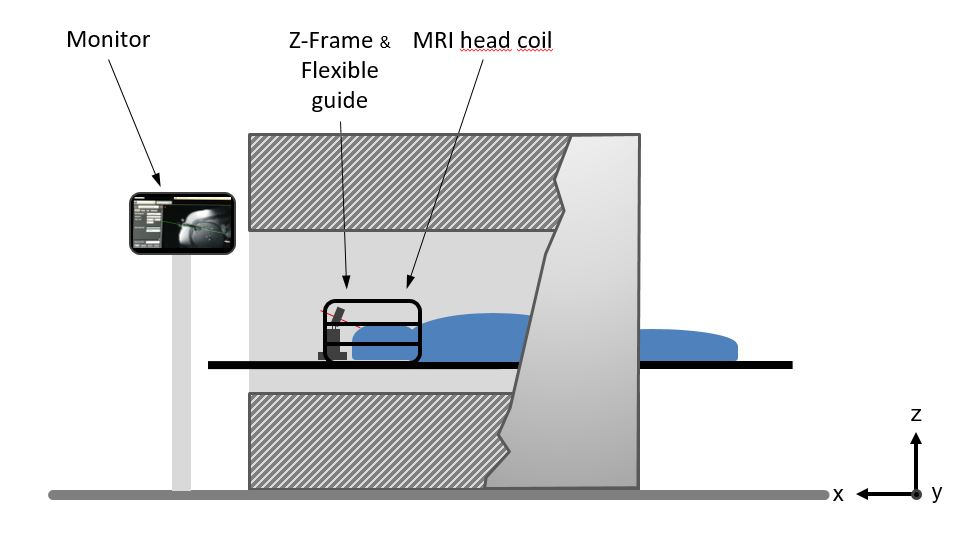 Monitor
Z-Frame & 
Flexible
guide
MRI head coil
z
x
y